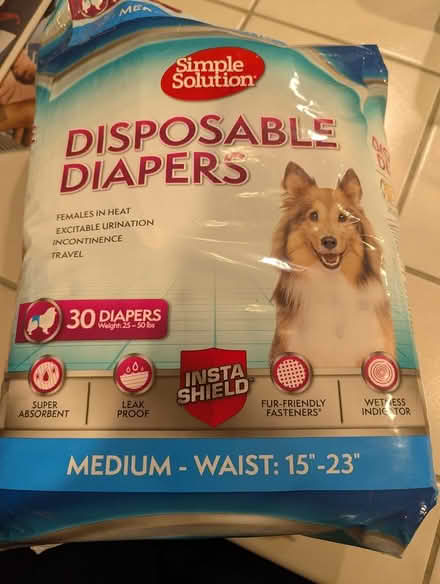 MED
Simple
Solution
DISPOSABLE
DIAPERS
FEMALES IN HEAT
EXCITABLE URINATION
INCONTINENCE
TRAVEL
30 DIAPERS
Weight: 25 - 50 lbs
INSTA
SHIELD
SUPER
ABSORBENT
LEAK
PROOF
FUR-FRIENDLY
FASTENERS*
WETNESS
INDICATOR
MEDIUM - WAIST: 15"-23"